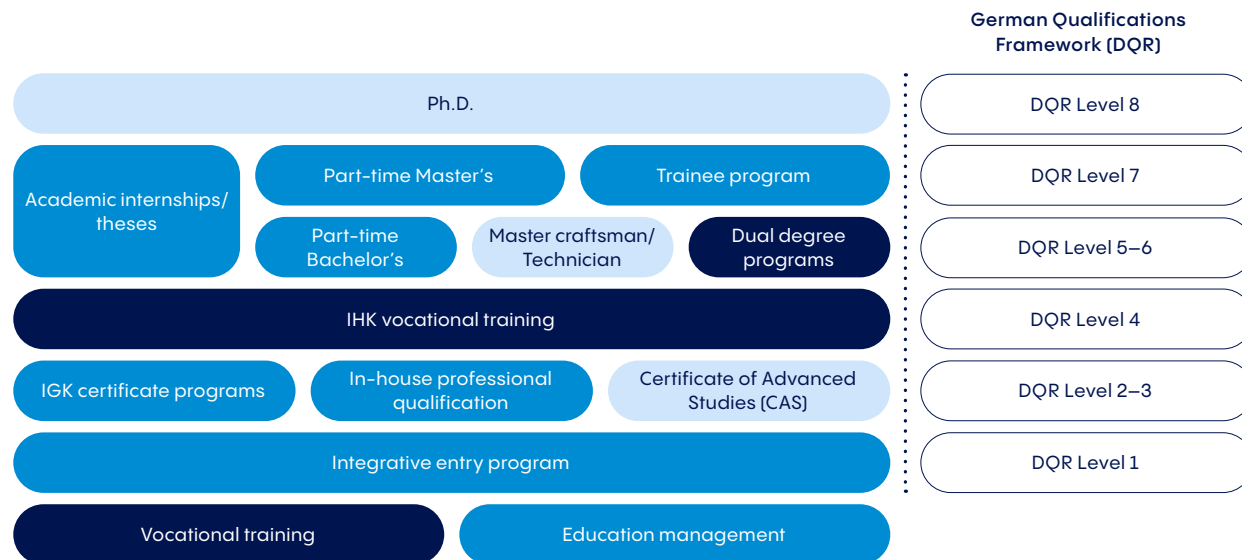 German Qualifications
Framework (DQR)
Ph.D.
DQR Level 8
Academic internships/
theses
Part-time Master's
Trainee program
DQR Level 7
Part-time
Bachelor's
Master craftsman/
Technician
Dual degree
programs
DQR Level 5–6
IHK vocational training
DQR Level 4
IGK certificate programs
In-house professional
qualification
Certificate of Advanced
Studies (CAS)
DQR Level 2–3
Integrative entry program
DQR Level 1
Vocational training
Education management